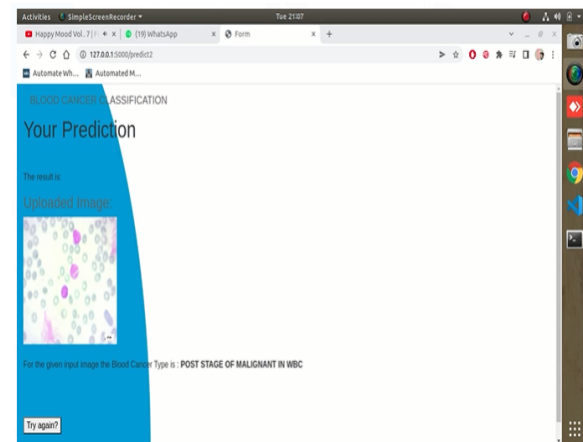 Activities SimpleScreenRecorder Tue 21:07
Happy Mood Vol. 7 | F x (19) WhatsApp x Form x +
127.0.0.1:5000/predict2
Automate Wh... Automated M...
BLOOD CANCER CLASSIFICATION
Your Prediction
The result is:
Uploaded Image:
For the given input image the Blood Cancer Type is : POST STAGE OF MALIGNANT IN WBC
Try again?